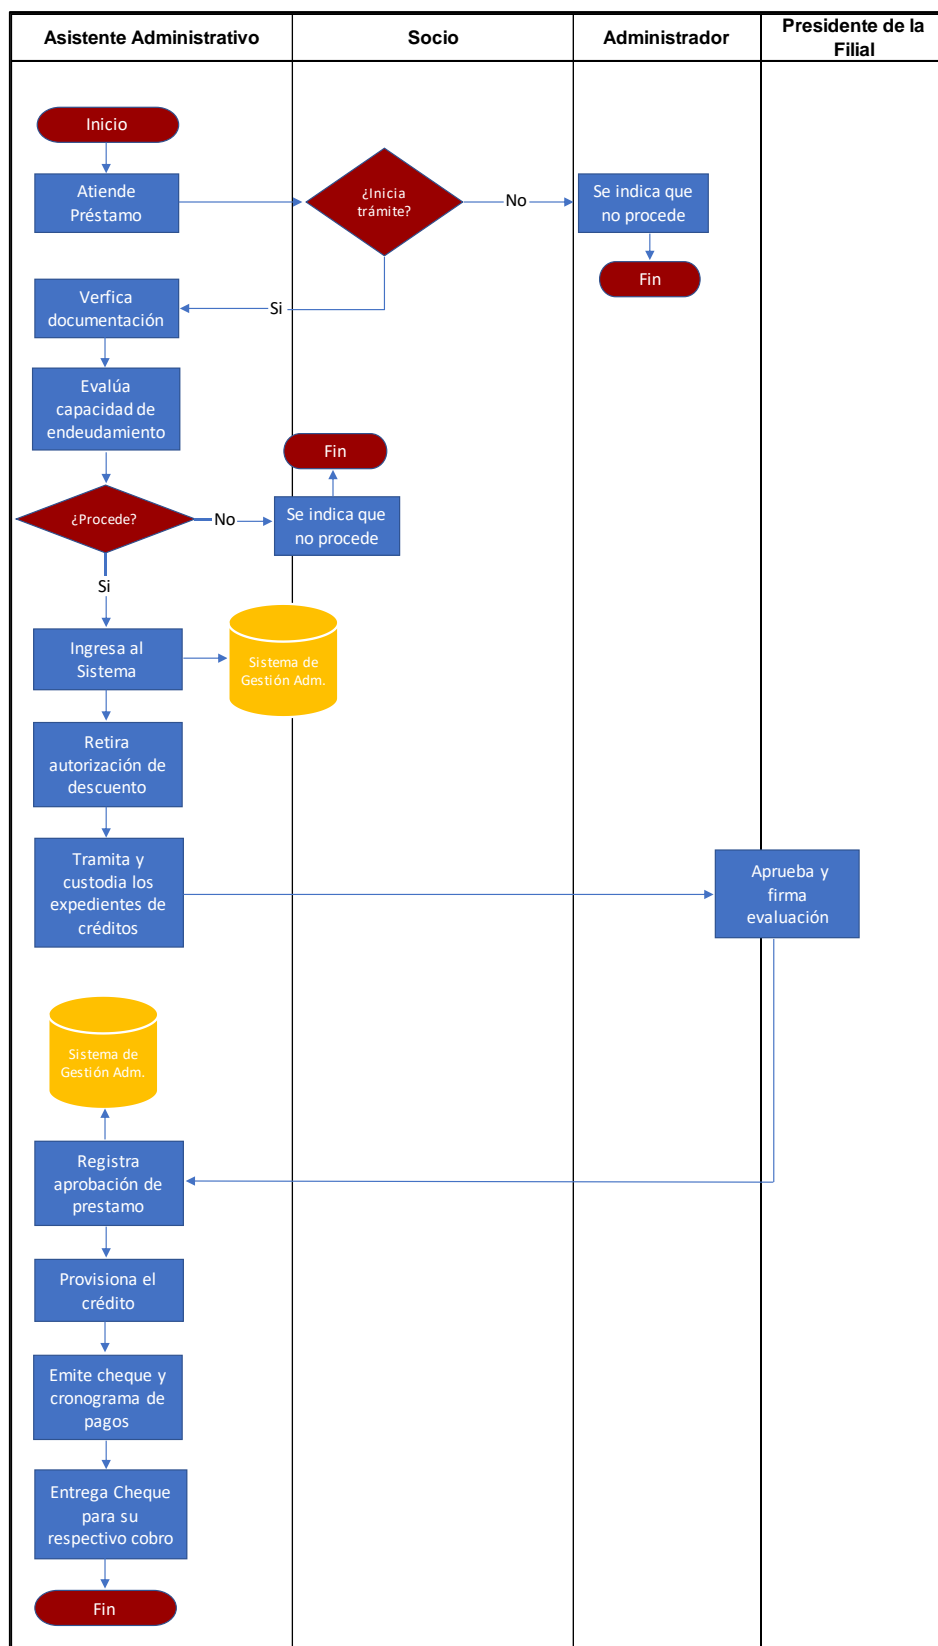 Asistente Administrativo
Socio
Administrador
Presidente de la
Filial
Inicio
Atiende
Préstamo
¿Inicia
trámite?
No
Se indica que
no procede
Fin
Si
Verfica
documentación
Evalúa
capacidad de
endeudamiento
Fin
¿Procede?
No
Se indica que
no procede
Si
Ingresa al
Sistema
Sistema de
Gestión Adm.
Retira
autorización de
descuento
Tramita y
custodia los
expedientes de
créditos
Aprueba y
firma
evaluación
Sistema de
Gestión Adm.
Registra
aprobación de
prestamo
Provisiona el
crédito
Emite cheque y
cronograma de
pagos
Entrega Cheque
para su
respectivo cobro
Fin